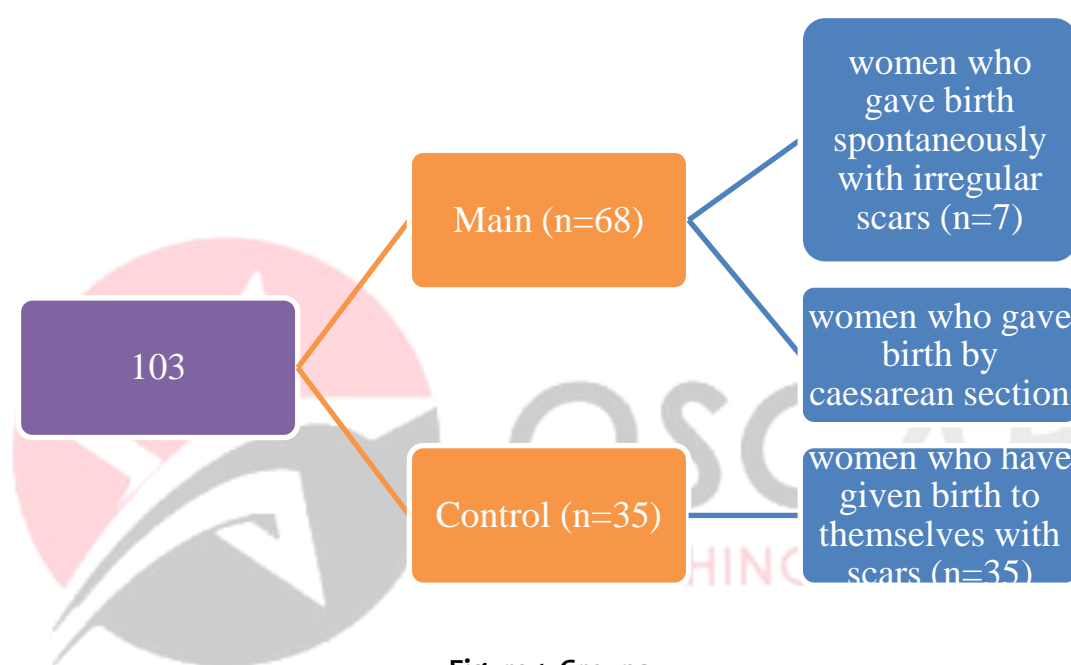 women who
gave birth
spontaneously
with irregular
scars (n=7)
Main (n=68)
women who gave
birth by
caesarean section
103
women who have
given birth to
themselves with
scars (n=35)
Control (n=35)